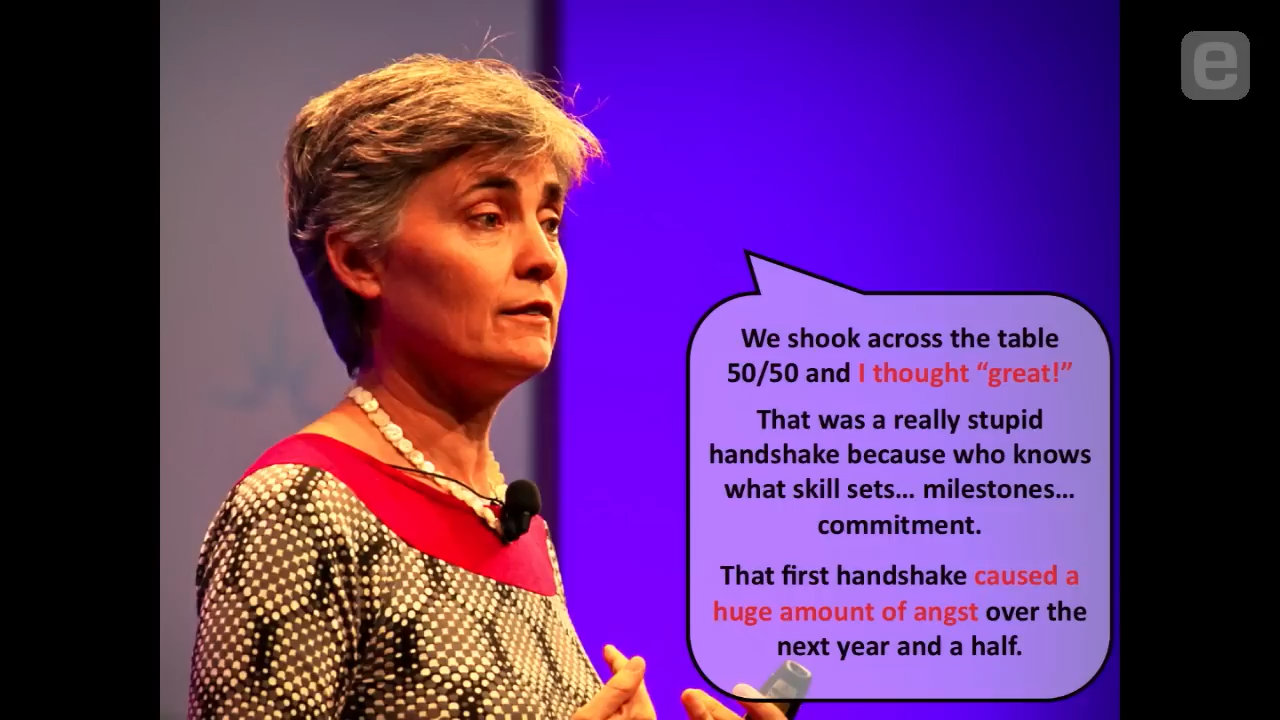 e
We shook across the table
50/50 and I thought “great!”
That was a really stupid
handshake because who knows
what skill sets... milestones...
commitment.
That first handshake caused a
huge amount of angst over the
next year and a half.